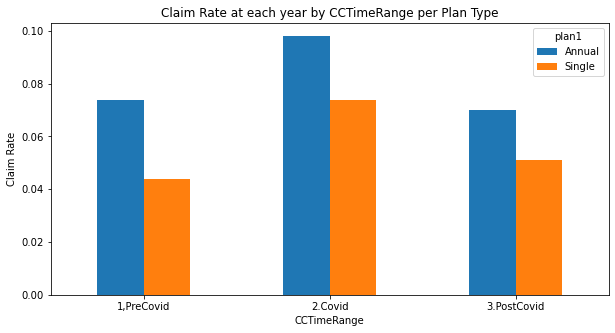 Claim Rate at each year by CCTimeRange per Plan Type
plan1
Annual
Single
Claim Rate
0.10
0.08
0.06
0.04
0.02
0.00
1,PreCovid
2.Covid
3.PostCovid
CCTimeRange